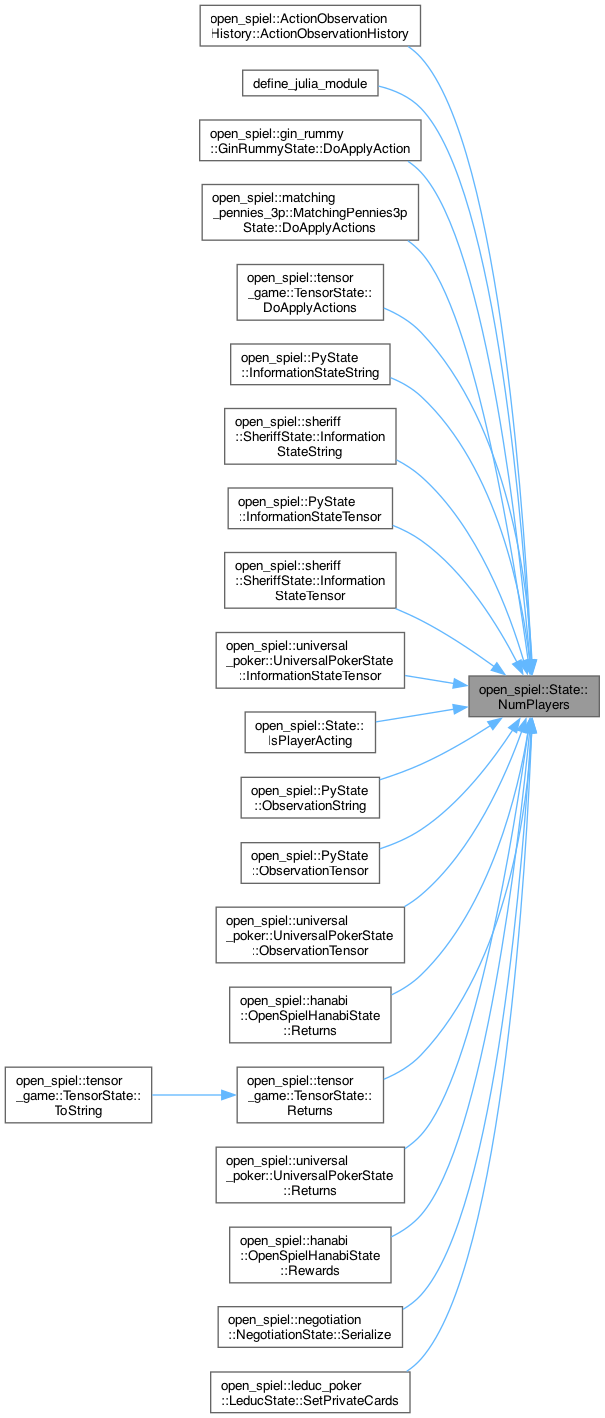 open_spiel::ActionObservation
History::ActionObservationHistory
define_julia_module
open_spiel::gin_rummy
::GinRummyState::DoApplyAction
open_spiel::matching
_pennies_3p::MatchingPennies3p
State::DoApplyActions
open_spiel::tensor
_game::TensorState::
DoApplyActions
open_spiel::PyState
::InformationStateString
open_spiel::sheriff
::SheriffState::Information
StateString
open_spiel::PyState
::InformationStateTensor
open_spiel::sheriff
::SheriffState::Information
StateTensor
open_spiel::universal
_poker::UniversalPokerState
::InformationStateTensor
open_spiel::State::
NumPlayers
open_spiel::State::
IsPlayerActing
open_spiel::PyState
::ObservationString
open_spiel::PyState
::ObservationTensor
open_spiel::universal
_poker::UniversalPokerState
::ObservationTensor
open_spiel::hanabi
::OpenSpielHanabiState
::Returns
open_spiel::tensor
_game::TensorState::
ToString
open_spiel::tensor
_game::TensorState::
Returns
open_spiel::universal
_poker::UniversalPokerState
::Returns
open_spiel::hanabi
::OpenSpielHanabiState
::Rewards
open_spiel::negotiation
::NegotiationState::Serialize
open_spiel::leduc_poker
::LeducState::SetPrivateCards